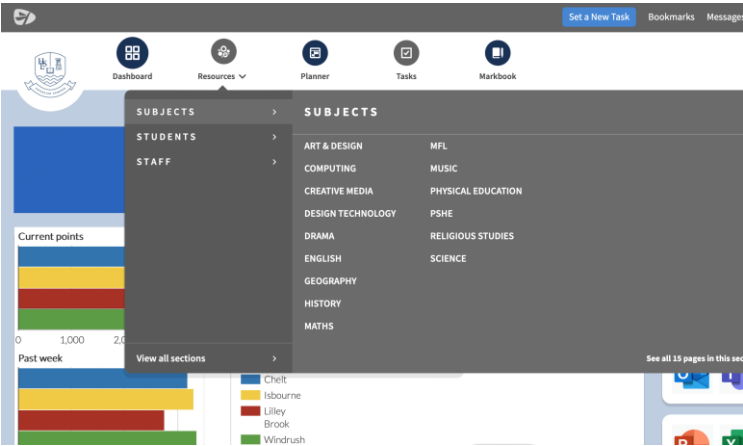 Set a New Task Bookmarks Messages
Dashboard Resources Planner Tasks Markbook
SUBJECTS
STUDENTS
STAFF
View all sections
SUBJECTS
ART & DESIGN
COMPUTING
CREATIVE MEDIA
DESIGN TECHNOLOGY
DRAMA
ENGLISH
GEOGRAPHY
HISTORY
MATHS
MFL
MUSIC
PHYSICAL EDUCATION
PSHE
RELIGIOUS STUDIES
SCIENCE
See all 15 pages in this sec
Current points
0 1,000 2,0
Past week
Chelt
Isbourne
Lilley
Brook
Windrush